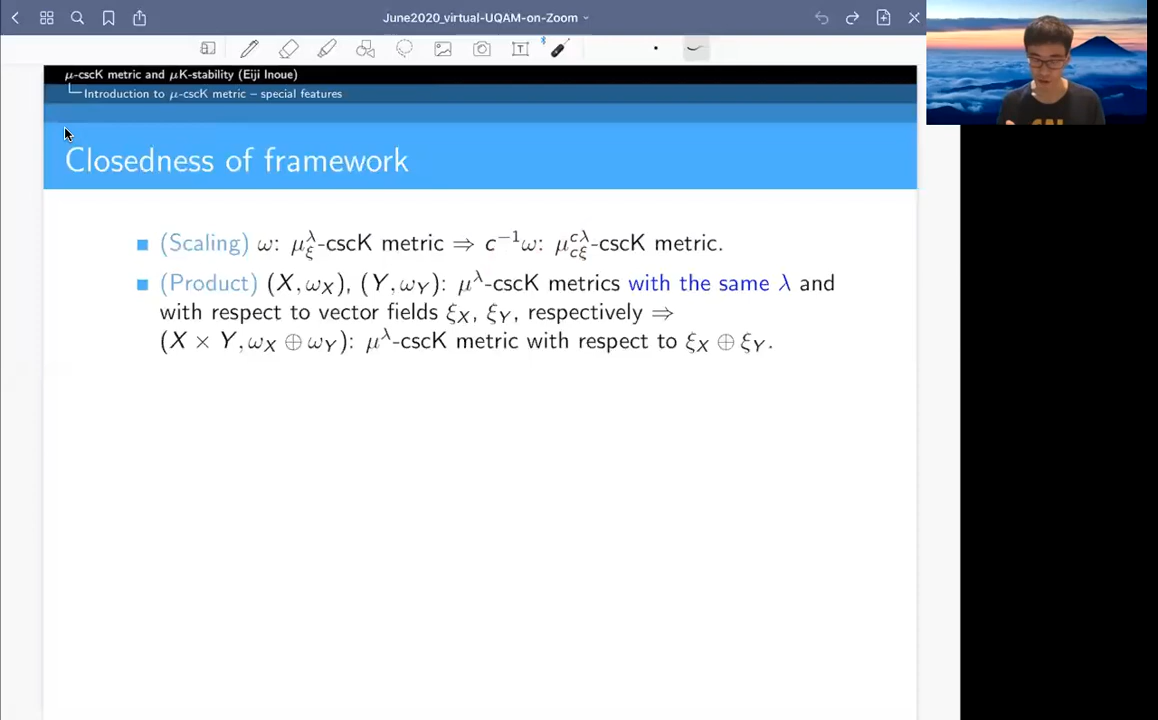 June2020_virtual-UQAM-on-Zoom
μ-cscK metric and μK-stability (Eiji Inoue)
Introduction to μ-cscK metric – special features
Closedness of framework
(Scaling) ω: μ^λ_ξ-cscK metric ⇒ c⁻¹ω: μ^{cλ}_{cξ}-cscK metric.
(Product) (X, ω_X), (Y, ω_Y): μ^λ-cscK metrics with the same λ and
with respect to vector fields ξ_X, ξ_Y, respectively ⇒
(X × Y, ω_X ⊕ ω_Y): μ^λ-cscK metric with respect to ξ_X ⊕ ξ_Y.